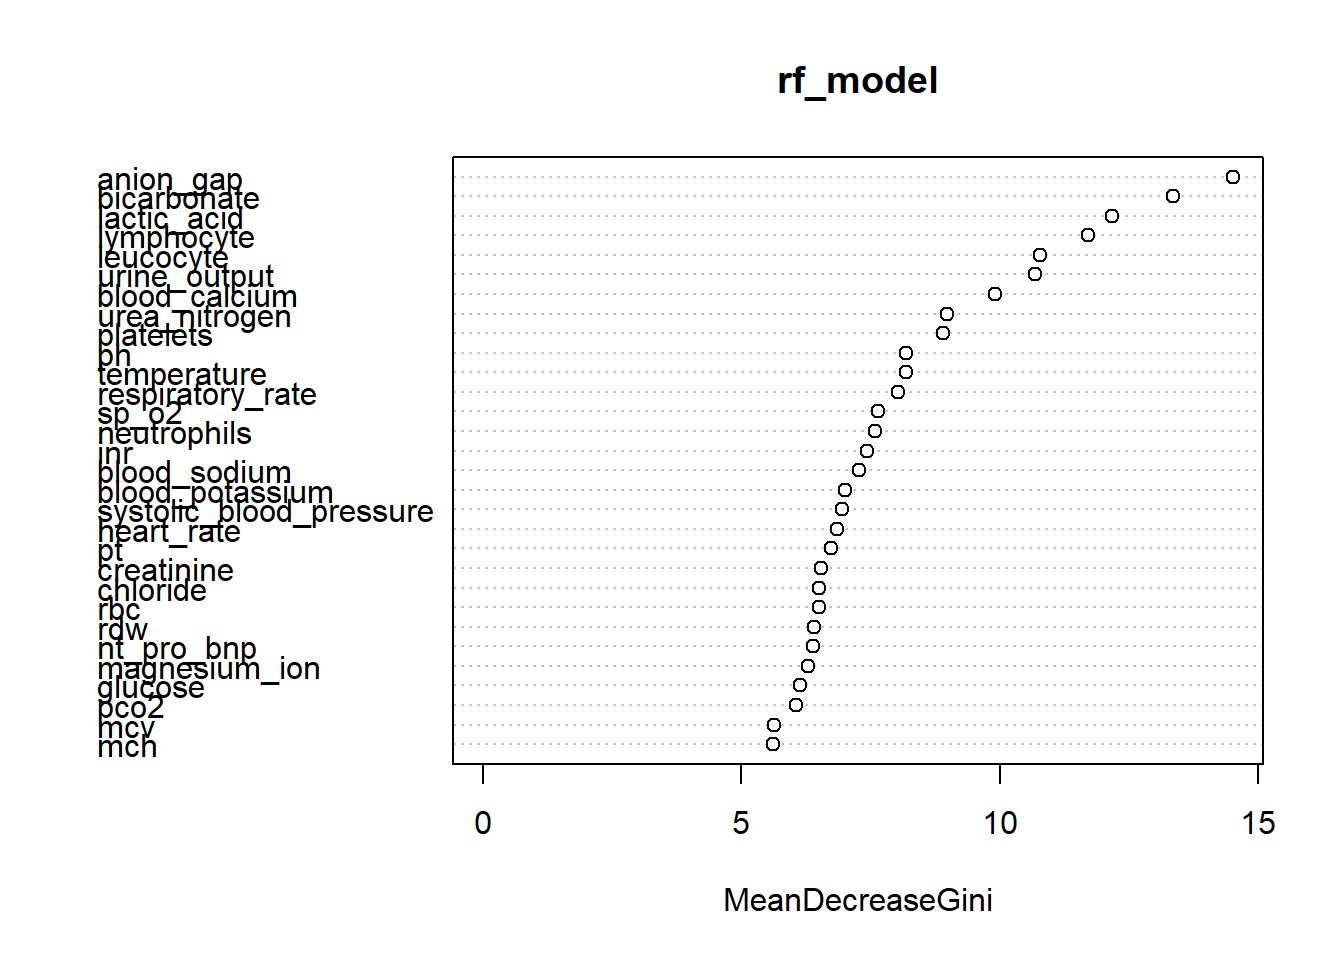 rf_model
anion_gap
bicarbonate
lactic_acid
lymphocyte
leucocyte
urine_output
blood_calcium
urea_nitrogen
platelets
ph
temperature
respiratory_rate
sp_o2
neutrophils
inr
blood_sodium
blood_potassium
systolic_blood_pressure
heart_rate
pt
creatinine
chloride
rbc
rdw
nt_pro_bnp
magnesium_ion
glucose
pco2
mcv
mch
0 5 10 15
MeanDecreaseGini